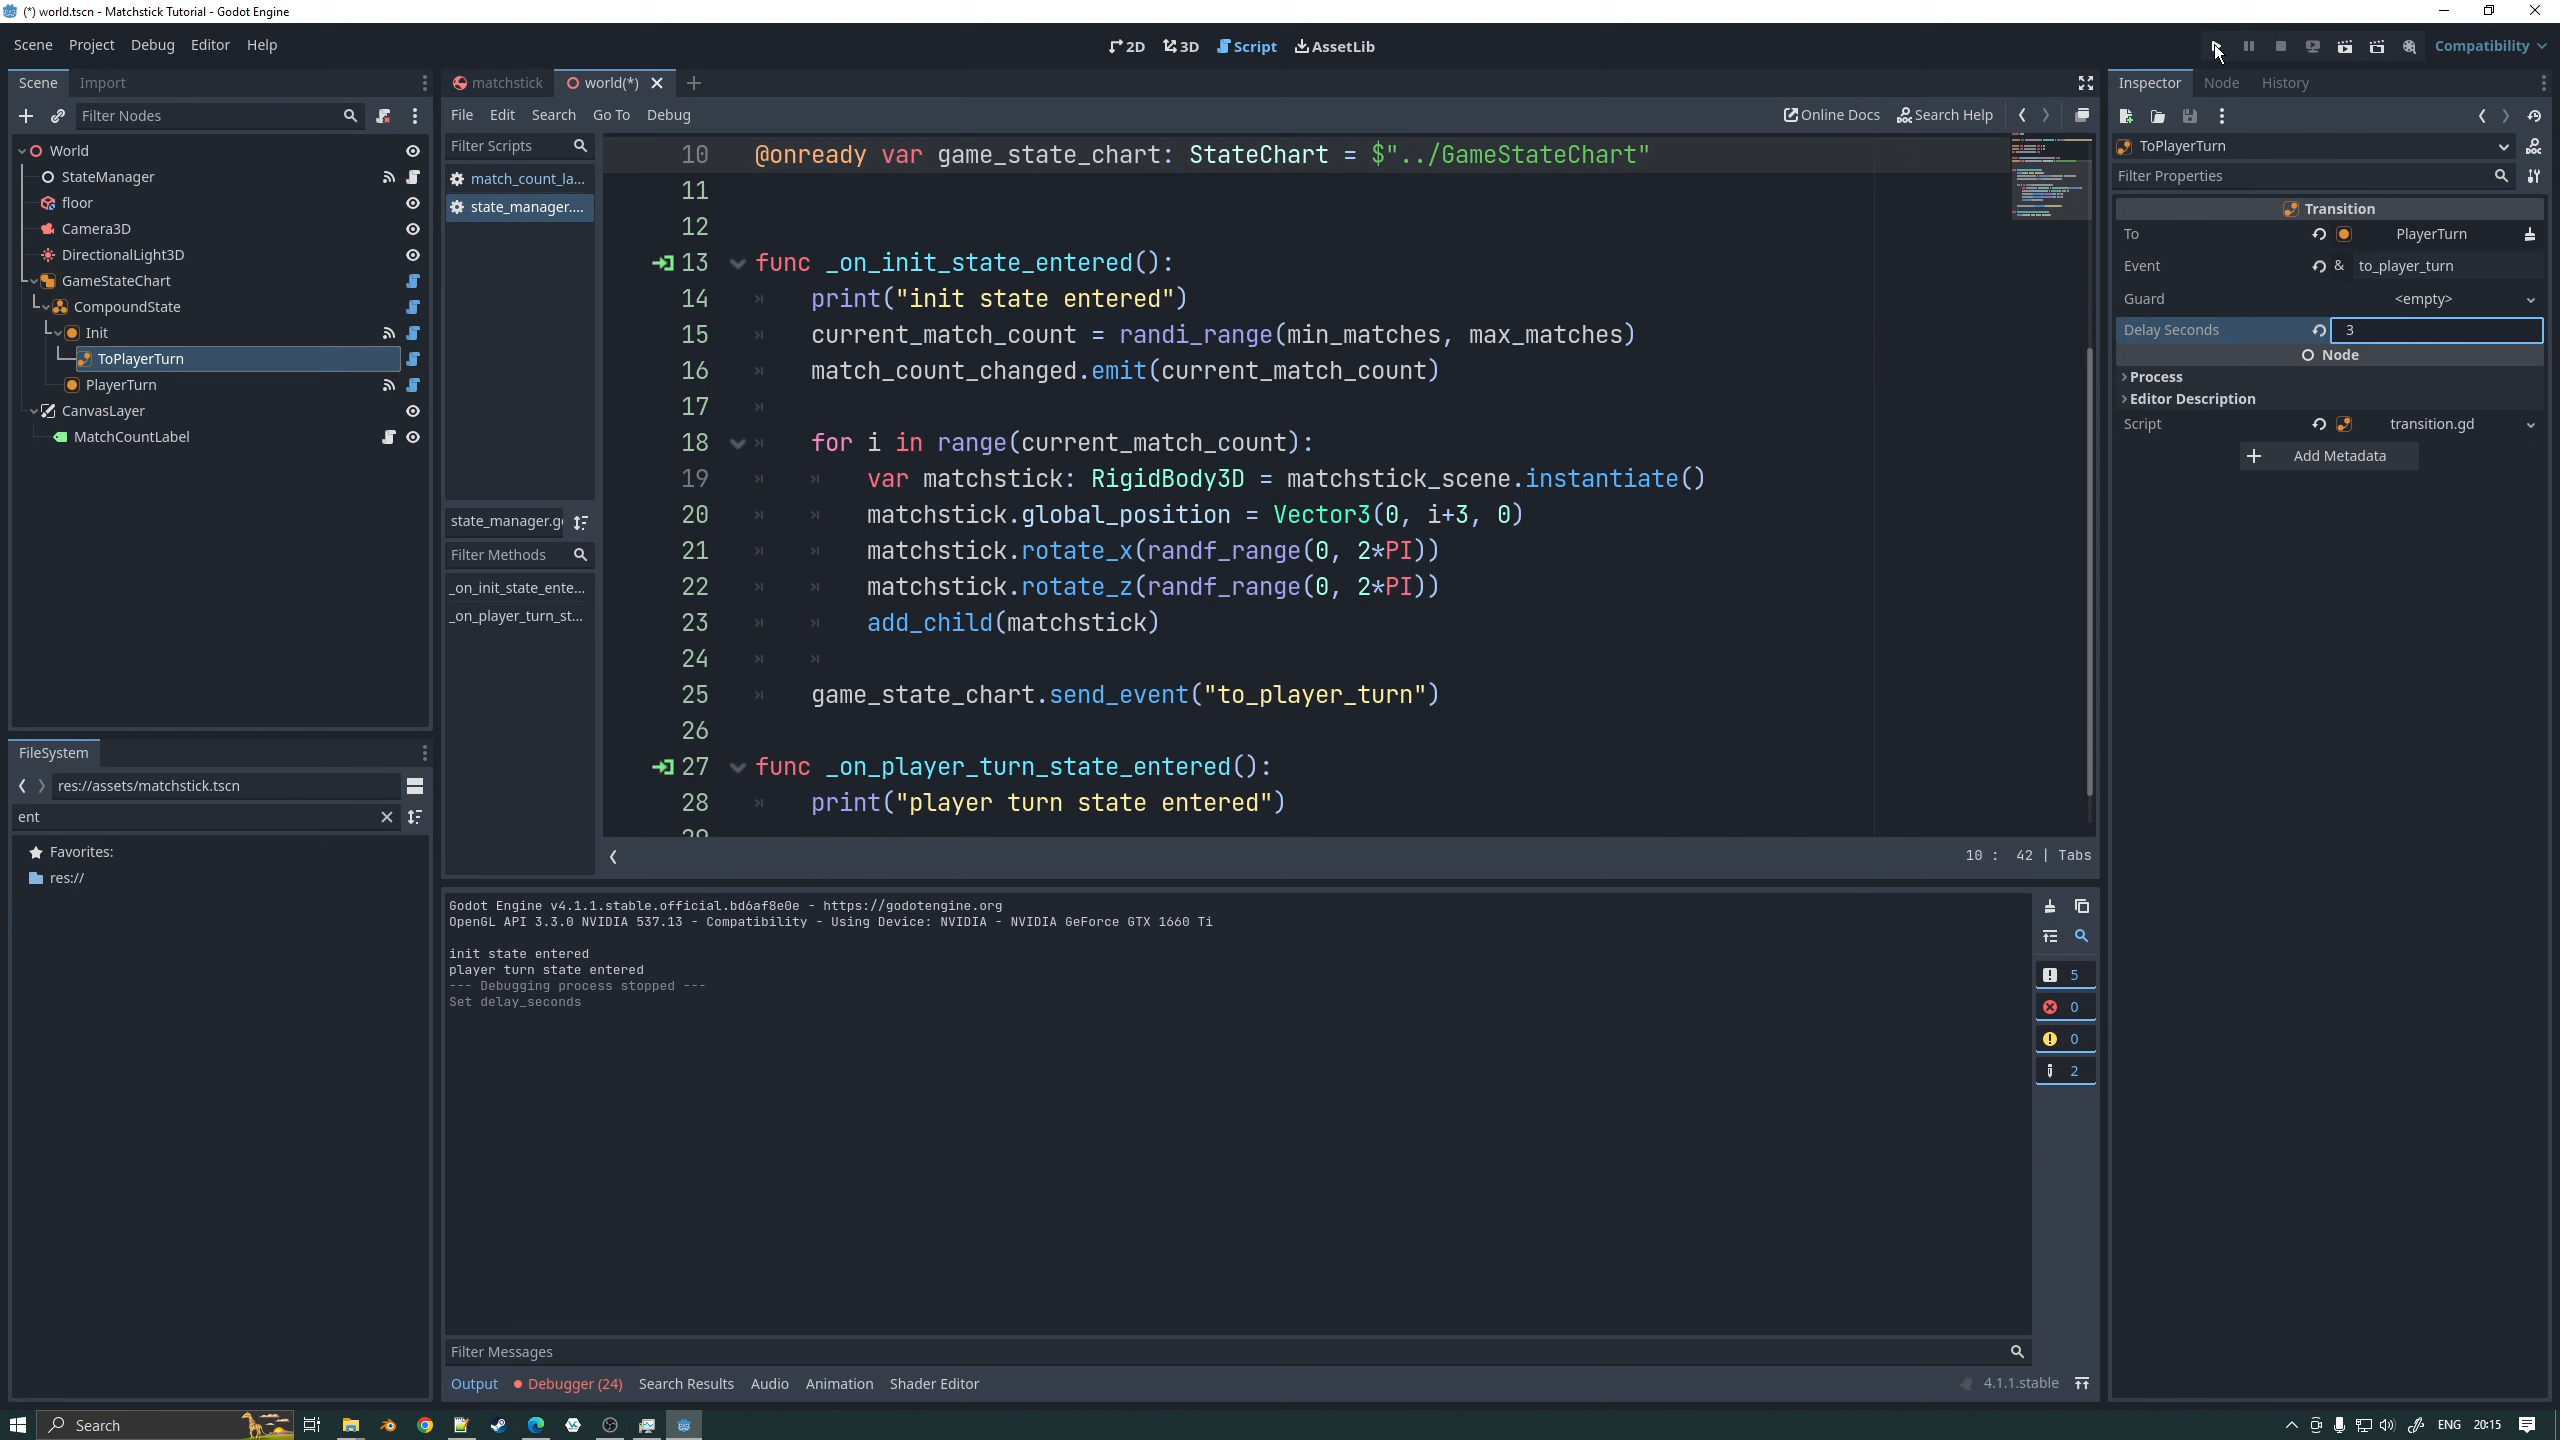 (*) world.tscn - Matchstick Tutorial - Godot Engine
Scene Project Debug Editor Help
2D 3D Script AssetLib
Compatibility
Scene Import
Filter Nodes
World
StateManager
floor
Camera3D
DirectionalLight3D
GameStateChart
CompoundState
Init
ToPlayerTurn
PlayerTurn
CanvasLayer
MatchCountLabel
FileSystem
res://assets/matchstick.tscn
ent
Favorites:
res://
matchstick world(*)
File Edit Search Go To Debug
Online Docs Search Help
Filter Scripts
match_count_la...
state_manager....
state_manager.g
Filter Methods
_on_init_state_ente...
_on_player_turn_st...
10 @onready var game_state_chart: StateChart = $"../GameStateChart"
11
12
13 func _on_init_state_entered():
14 print("init state entered")
15 current_match_count = randi_range(min_matches, max_matches)
16 match_count_changed.emit(current_match_count)
17
18 for i in range(current_match_count):
19 var matchstick: RigidBody3D = matchstick_scene.instantiate()
20 matchstick.global_position = Vector3(0, i+3, 0)
21 matchstick.rotate_x(randf_range(0, 2*PI))
22 matchstick.rotate_z(randf_range(0, 2*PI))
23 add_child(matchstick)
24
25 game_state_chart.send_event("to_player_turn")
26
27 func _on_player_turn_state_entered():
28 print("player turn state entered")
29
10 : 42 | Tabs
Godot Engine v4.1.1.stable.official.bd6af8e0e - https://godotengine.org
OpenGL API 3.3.0 NVIDIA 537.13 - Compatibility - Using Device: NVIDIA - NVIDIA GeForce GTX 1660 Ti
init state entered
player turn state entered
--- Debugging process stopped ---
Set delay_seconds
5
0
0
2
Filter Messages
Output Debugger (24) Search Results Audio Animation Shader Editor
4.1.1.stable
Inspector Node History
ToPlayerTurn
Filter Properties
Transition
To PlayerTurn
Event & to_player_turn
Guard <empty>
Delay Seconds 3
Node
Process
Editor Description
Script transition.gd
Add Metadata
Search
ENG 20:15